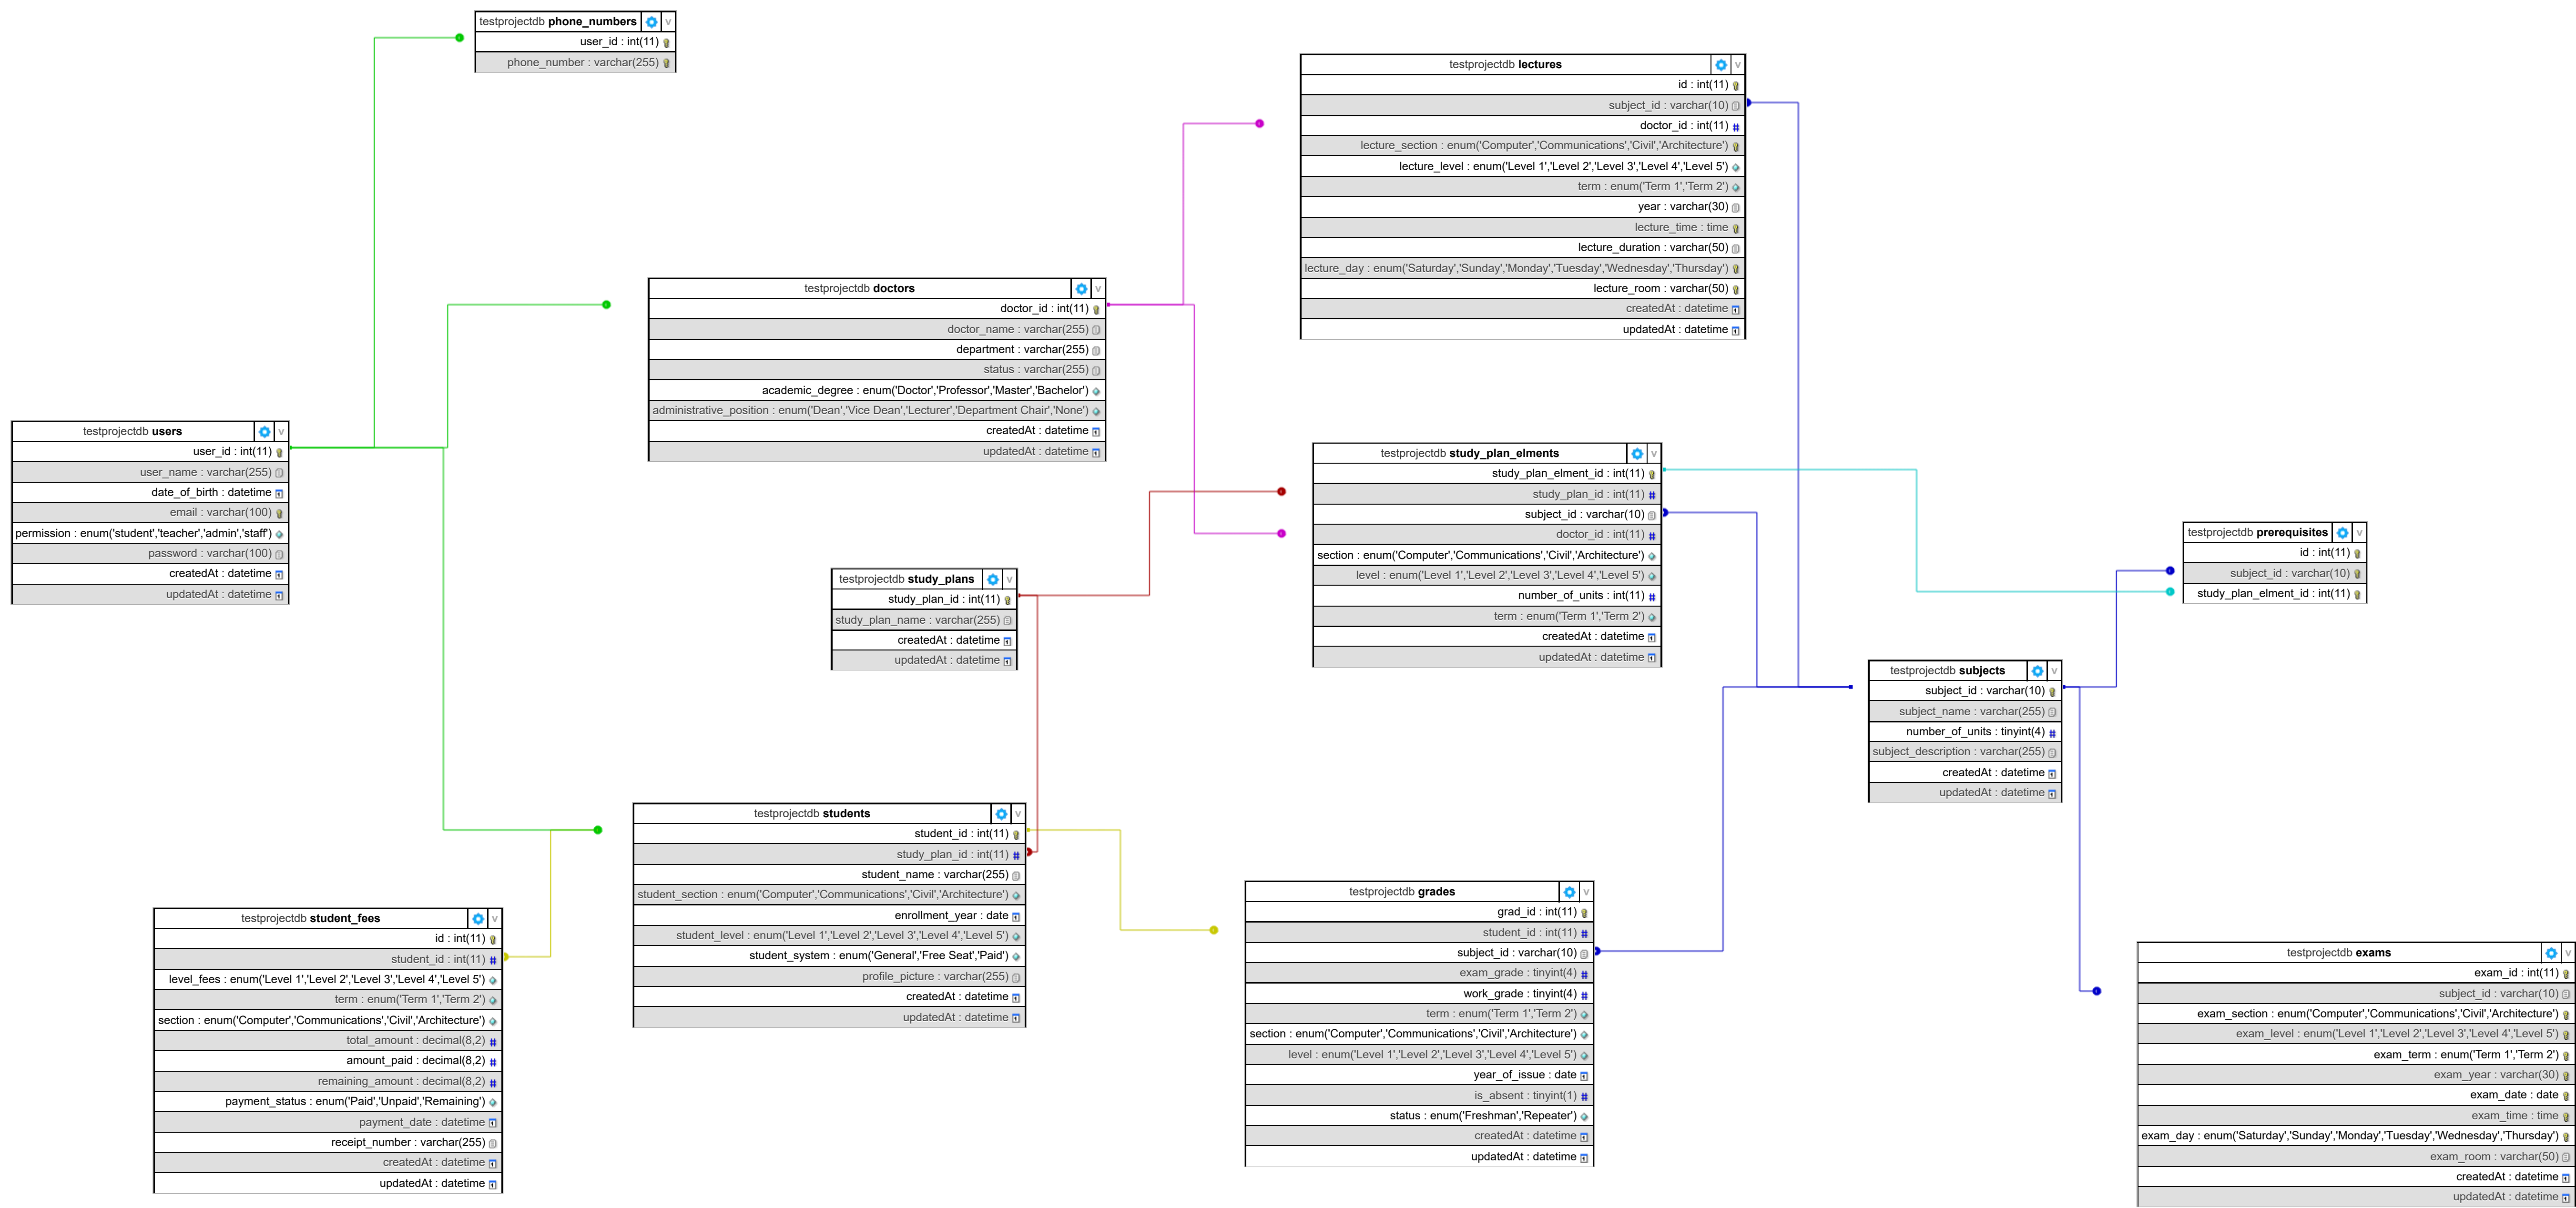 testprojectdb phone_numbers v
user_id : int(11)
phone_number : varchar(255)
testprojectdb lectures v
id : int(11)
subject_id : varchar(10)
doctor_id : int(11) #
lecture_section : enum('Computer','Communications','Civil','Architecture')
lecture_level : enum('Level 1','Level 2','Level 3','Level 4','Level 5')
term : enum('Term 1','Term 2')
year : varchar(30)
lecture_time : time
lecture_duration : varchar(50)
lecture_day : enum('Saturday','Sunday','Monday','Tuesday','Wednesday','Thursday')
lecture_room : varchar(50)
createdAt : datetime
updatedAt : datetime
testprojectdb doctors v
doctor_id : int(11)
doctor_name : varchar(255)
department : varchar(255)
status : varchar(255)
academic_degree : enum('Doctor','Professor','Master','Bachelor')
administrative_position : enum('Dean','Vice Dean','Lecturer','Department Chair','None')
createdAt : datetime
updatedAt : datetime
testprojectdb users v
user_id : int(11)
user_name : varchar(255)
date_of_birth : datetime
email : varchar(100)
permission : enum('student','teacher','admin','staff')
password : varchar(100)
createdAt : datetime
updatedAt : datetime
testprojectdb study_plan_elments v
study_plan_elment_id : int(11)
study_plan_id : int(11) #
subject_id : varchar(10)
doctor_id : int(11) #
section : enum('Computer','Communications','Civil','Architecture')
level : enum('Level 1','Level 2','Level 3','Level 4','Level 5')
number_of_units : int(11) #
term : enum('Term 1','Term 2')
createdAt : datetime
updatedAt : datetime
testprojectdb prerequisites v
id : int(11)
subject_id : varchar(10)
study_plan_elment_id : int(11)
testprojectdb study_plans v
study_plan_id : int(11)
study_plan_name : varchar(255)
createdAt : datetime
updatedAt : datetime
testprojectdb subjects v
subject_id : varchar(10)
subject_name : varchar(255)
number_of_units : tinyint(4) #
subject_description : varchar(255)
createdAt : datetime
updatedAt : datetime
testprojectdb students v
student_id : int(11)
study_plan_id : int(11) #
student_name : varchar(255)
student_section : enum('Computer','Communications','Civil','Architecture')
enrollment_year : date
student_level : enum('Level 1','Level 2','Level 3','Level 4','Level 5')
student_system : enum('General','Free Seat','Paid')
profile_picture : varchar(255)
createdAt : datetime
updatedAt : datetime
testprojectdb student_fees v
id : int(11)
student_id : int(11) #
level_fees : enum('Level 1','Level 2','Level 3','Level 4','Level 5')
term : enum('Term 1','Term 2')
section : enum('Computer','Communications','Civil','Architecture')
total_amount : decimal(8,2) #
amount_paid : decimal(8,2) #
remaining_amount : decimal(8,2) #
payment_status : enum('Paid','Unpaid','Remaining')
payment_date : datetime
receipt_number : varchar(255)
createdAt : datetime
updatedAt : datetime
testprojectdb grades v
grad_id : int(11)
student_id : int(11) #
subject_id : varchar(10)
exam_grade : tinyint(4) #
work_grade : tinyint(4) #
term : enum('Term 1','Term 2')
section : enum('Computer','Communications','Civil','Architecture')
level : enum('Level 1','Level 2','Level 3','Level 4','Level 5')
year_of_issue : date
is_absent : tinyint(1) #
status : enum('Freshman','Repeater')
createdAt : datetime
updatedAt : datetime
testprojectdb exams v
exam_id : int(11)
subject_id : varchar(10)
exam_section : enum('Computer','Communications','Civil','Architecture')
exam_level : enum('Level 1','Level 2','Level 3','Level 4','Level 5')
exam_term : enum('Term 1','Term 2')
exam_year : varchar(30)
exam_date : date
exam_time : time
exam_day : enum('Saturday','Sunday','Monday','Tuesday','Wednesday','Thursday')
exam_room : varchar(50)
createdAt : datetime
updatedAt : datetime